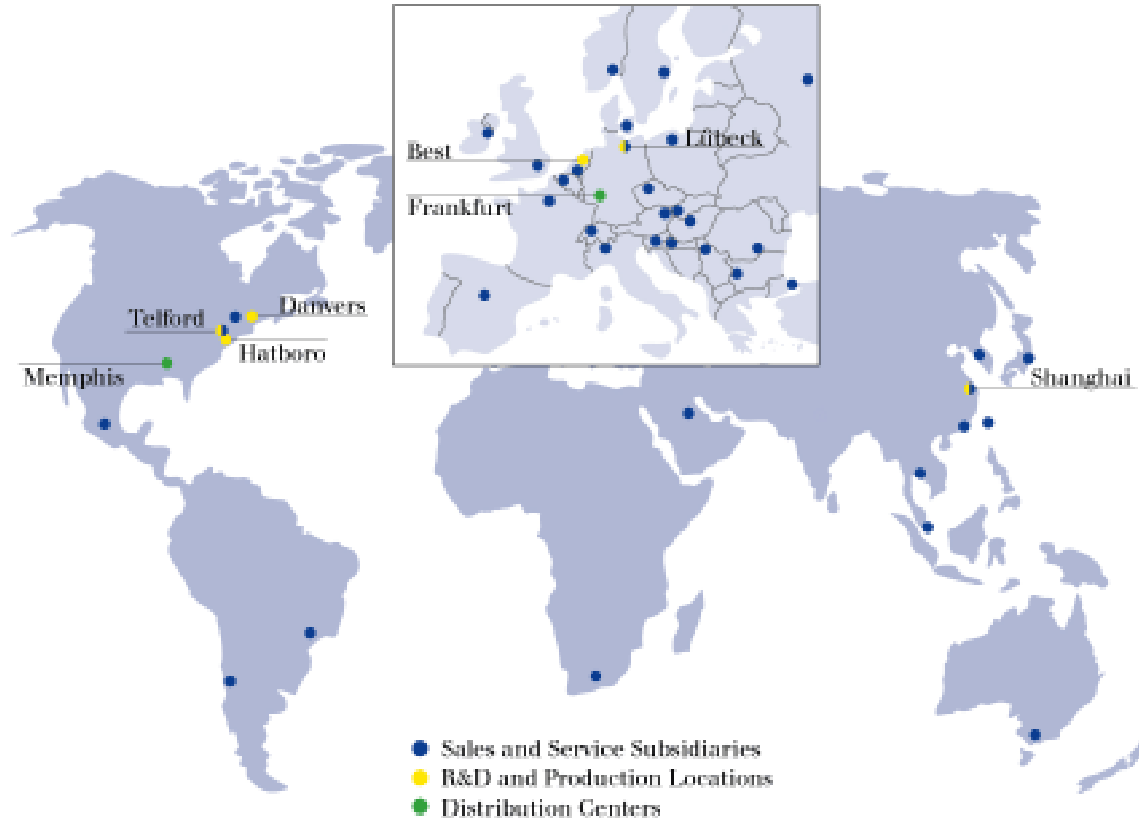 Best
Lübeck
Frankfurt
Danvers
Telford
Hatboro
Memphis
Shanghai
Sales and Service Subsidiaries
R&D and Production Locations
Distribution Centers